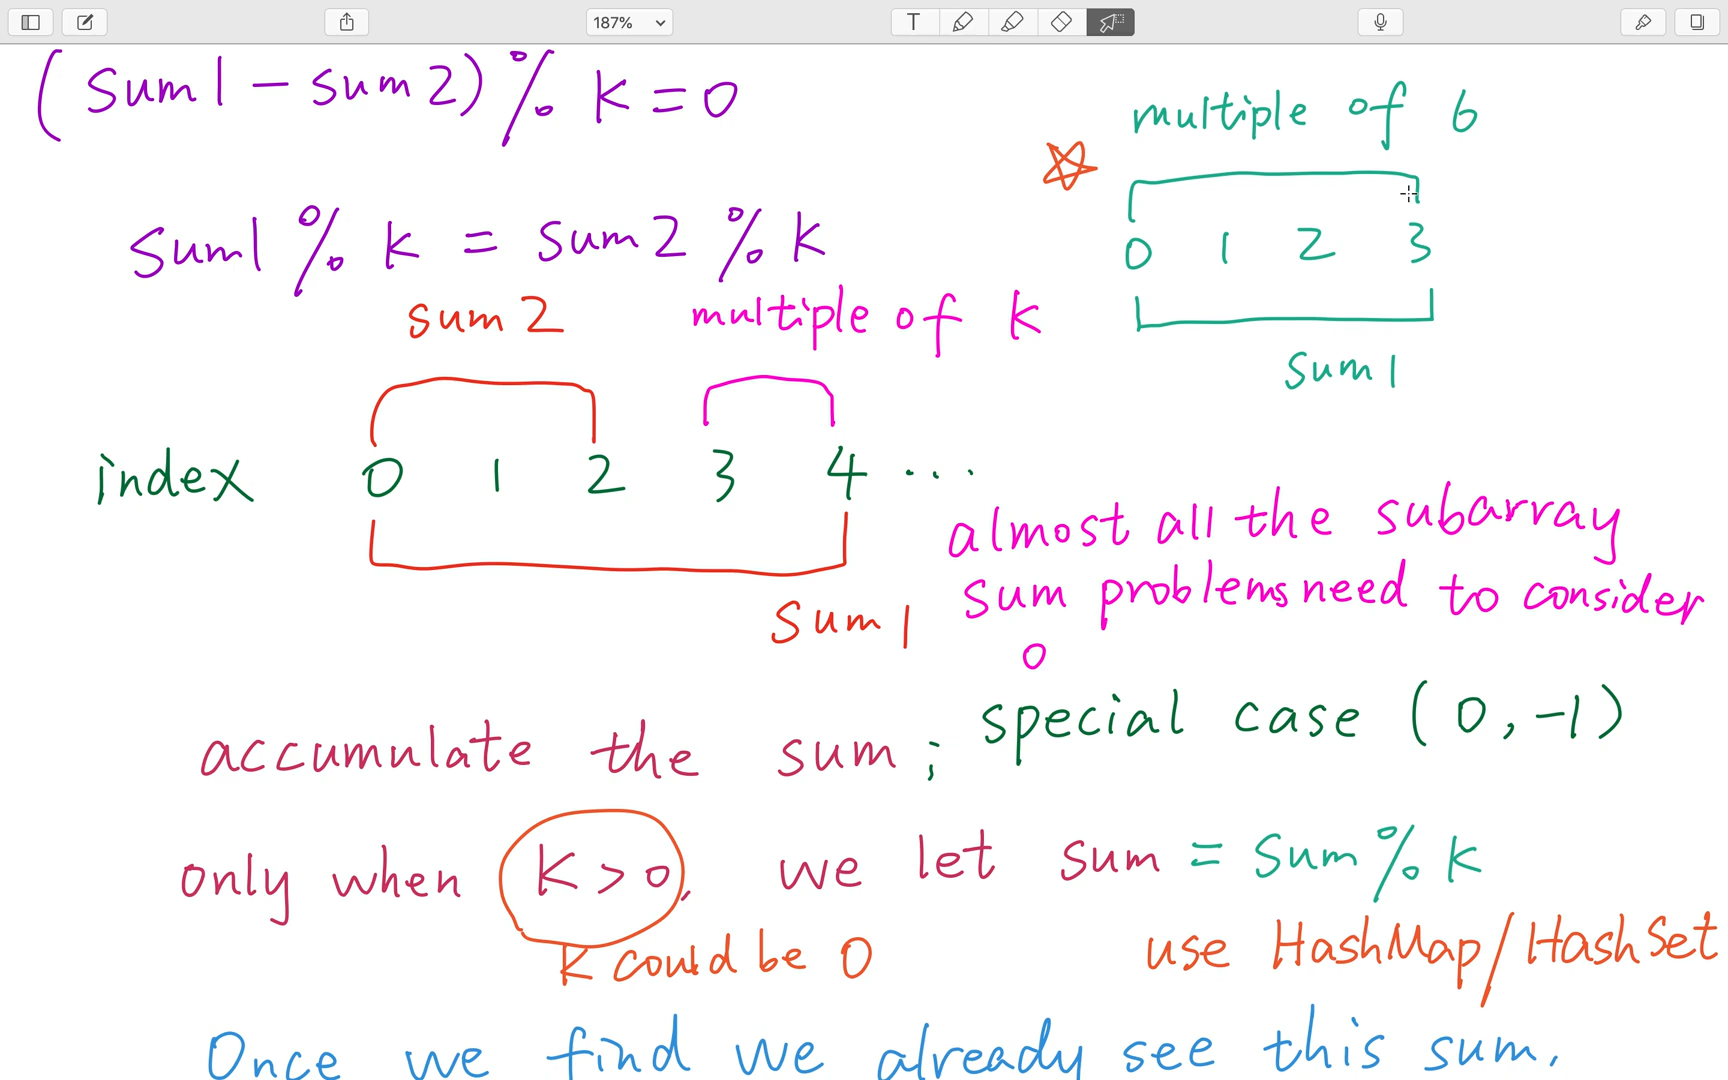 187%
T
(sum1 - sum2) % k = 0
multiple of 6
sum1 % k = sum2 % k
0 1 2 3
sum2
multiple of k
sum1
index 0 1 2 3 4 ...
sum1
almost all the subarray
sum problems need to consider
0
special case (0, -1)
accumulate the sum;
only when k > 0, we let sum = sum % k
k could be 0
use HashMap/HashSet
Once we find we already see this sum,